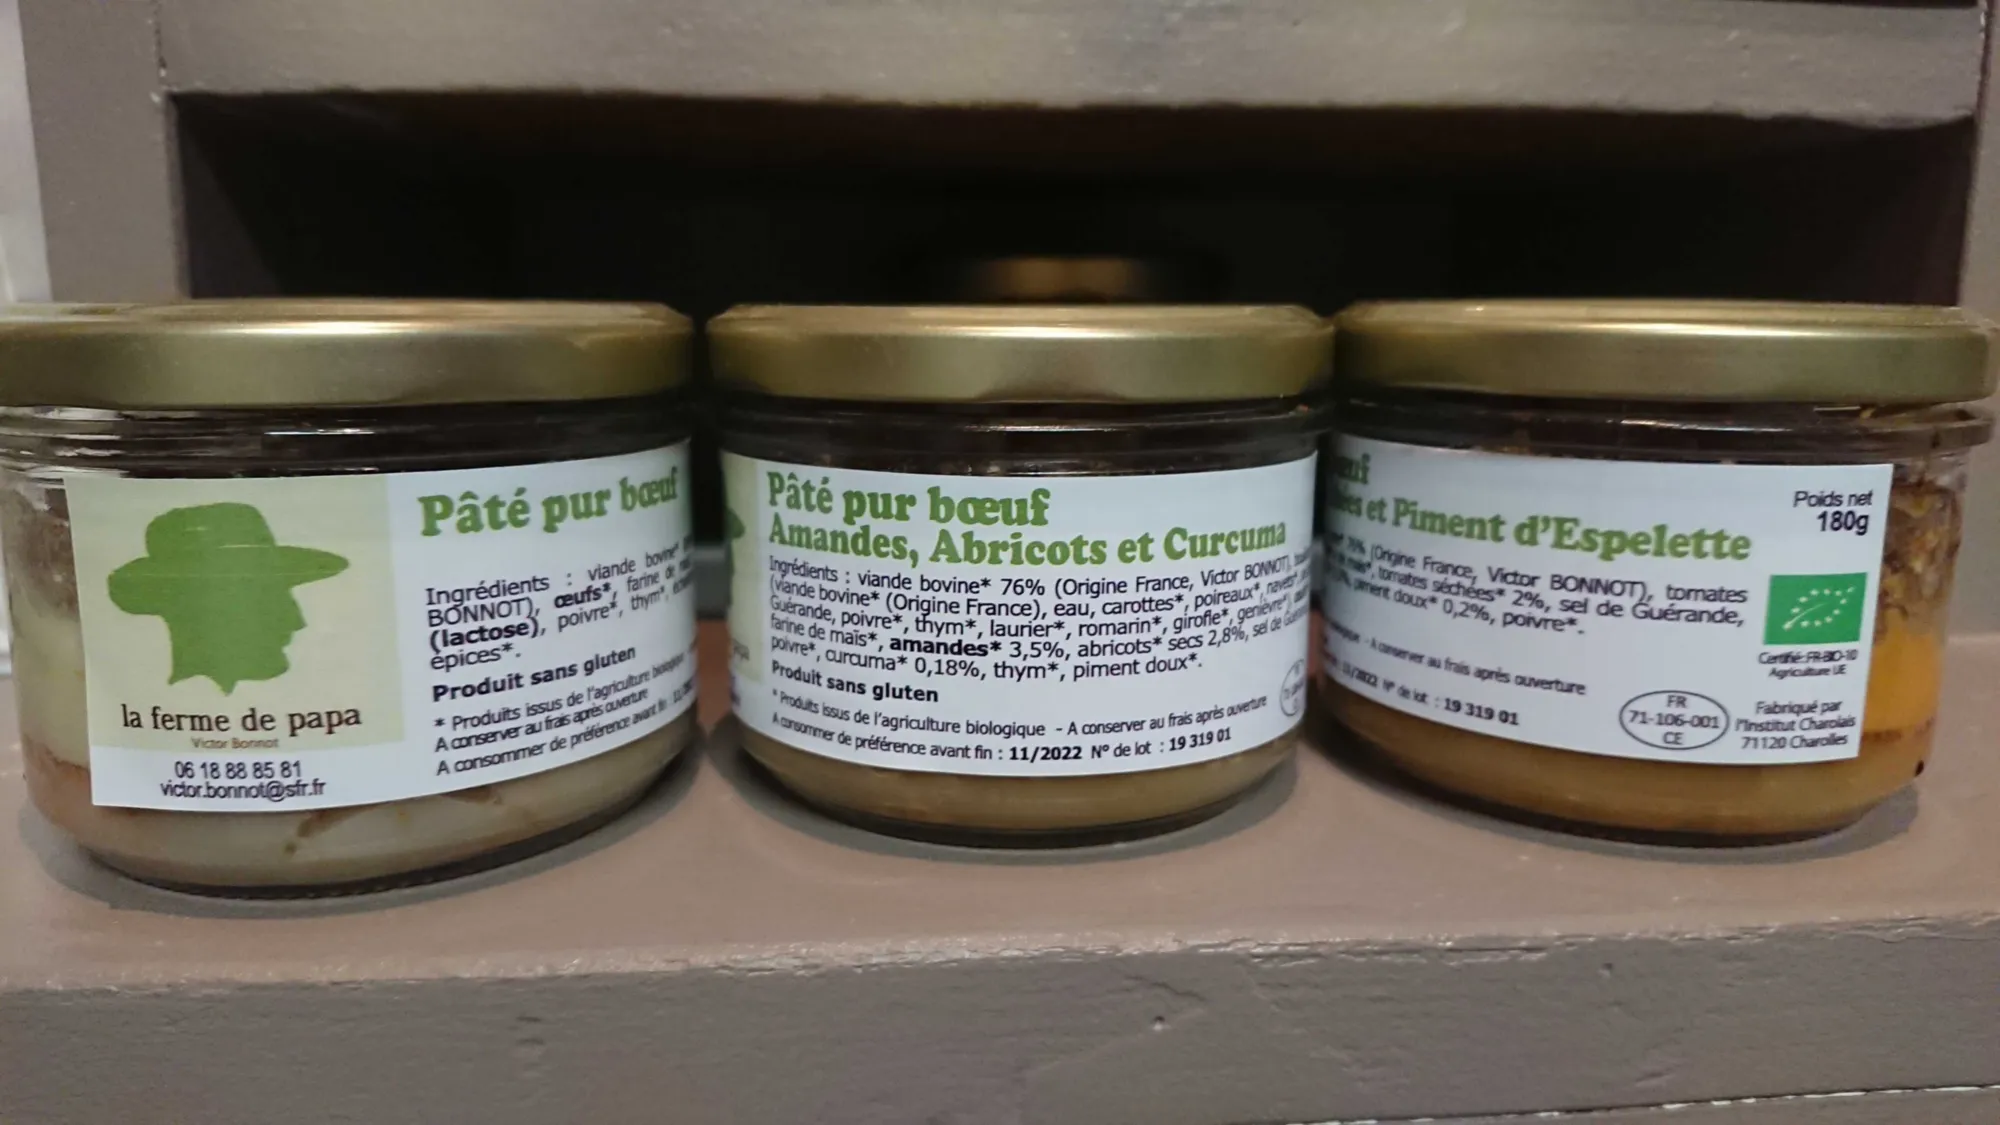 la ferme de papa
Victor Bonnot
06 18 88 85 81
victor.bonnot@sfr.fr
Pâté pur bœuf
Ingrédients : viande bovine*
BONNOT), œufs*, farine de
(lactose), poivre*, thym*,
épices*.
Produit sans gluten
* Produits issus de l'agriculture
A conserver au frais après ouverture
A consommer de préférence avant fin :
Pâté pur bœuf
Amandes, Abricots et Curcuma
Ingrédients : viande bovine* 76% (Origine France, Victor BONNOT),
(viande bovine* (Origine France), eau, carottes*, poireaux*, navets*,
Guérande, poivre*, thym*, laurier*, romarin*, girofle*, genièvre*,
farine de maïs*, amandes* 3,5%, abricots* secs 2,8%, sel de
poivre*, curcuma* 0,18%, thym*, piment doux*.
Produit sans gluten
* Produits issus de l'agriculture biologique - A conserver au frais après ouverture
A consommer de préférence avant fin : 11/2022 N° de lot : 19 319 01
et Piment d'Espelette
(Origine France, Victor BONNOT), tomates
tomates séchées* 2%, sel de Guérande,
piment doux* 0,2%, poivre*.
- A conserver au frais après ouverture
11/2022 N° de lot : 19 319 01
Poids net
180g
Certifié FR-BIO-10
Agriculture UE
FR
71-106-001
CE
Fabriqué par
l'Institut Charolais
71120 Charolles